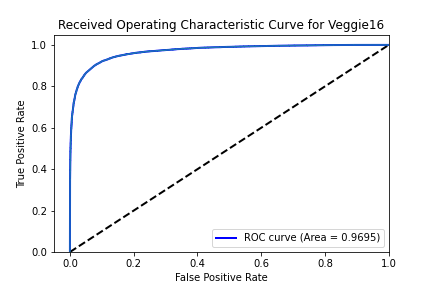 Received Operating Characteristic Curve for Veggie16
True Positive Rate
1.0
0.8
0.6
0.4
0.2
0.0
ROC curve (Area = 0.9695)
0.0 0.2 0.4 0.6 0.8 1.0
False Positive Rate